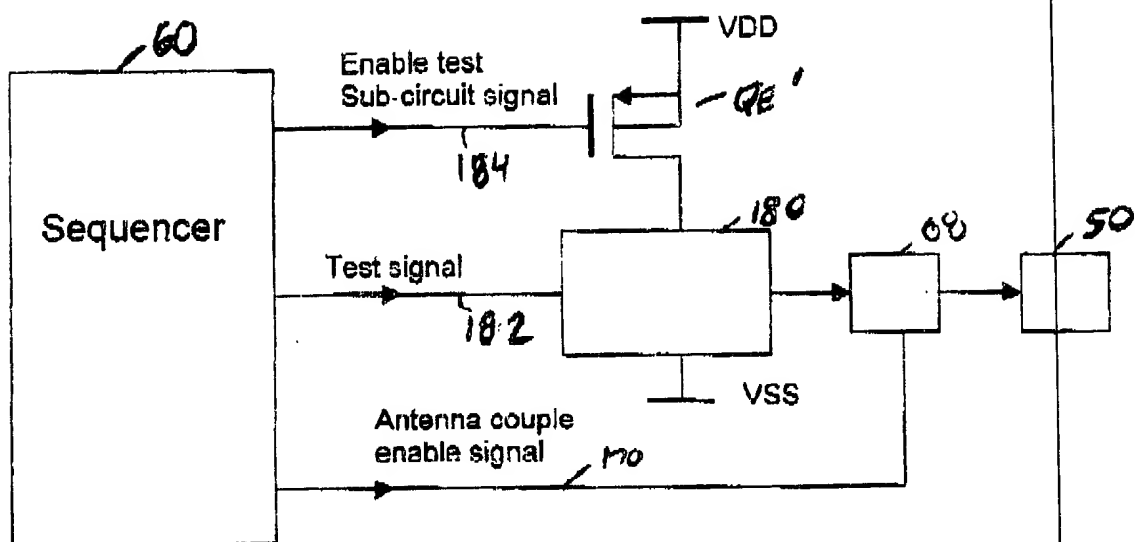 60
VDD
Enable test
Sub-circuit signal
QE'
184
180
68
50
Sequencer
Test signal
182
VSS
Antenna couple
enable signal
170